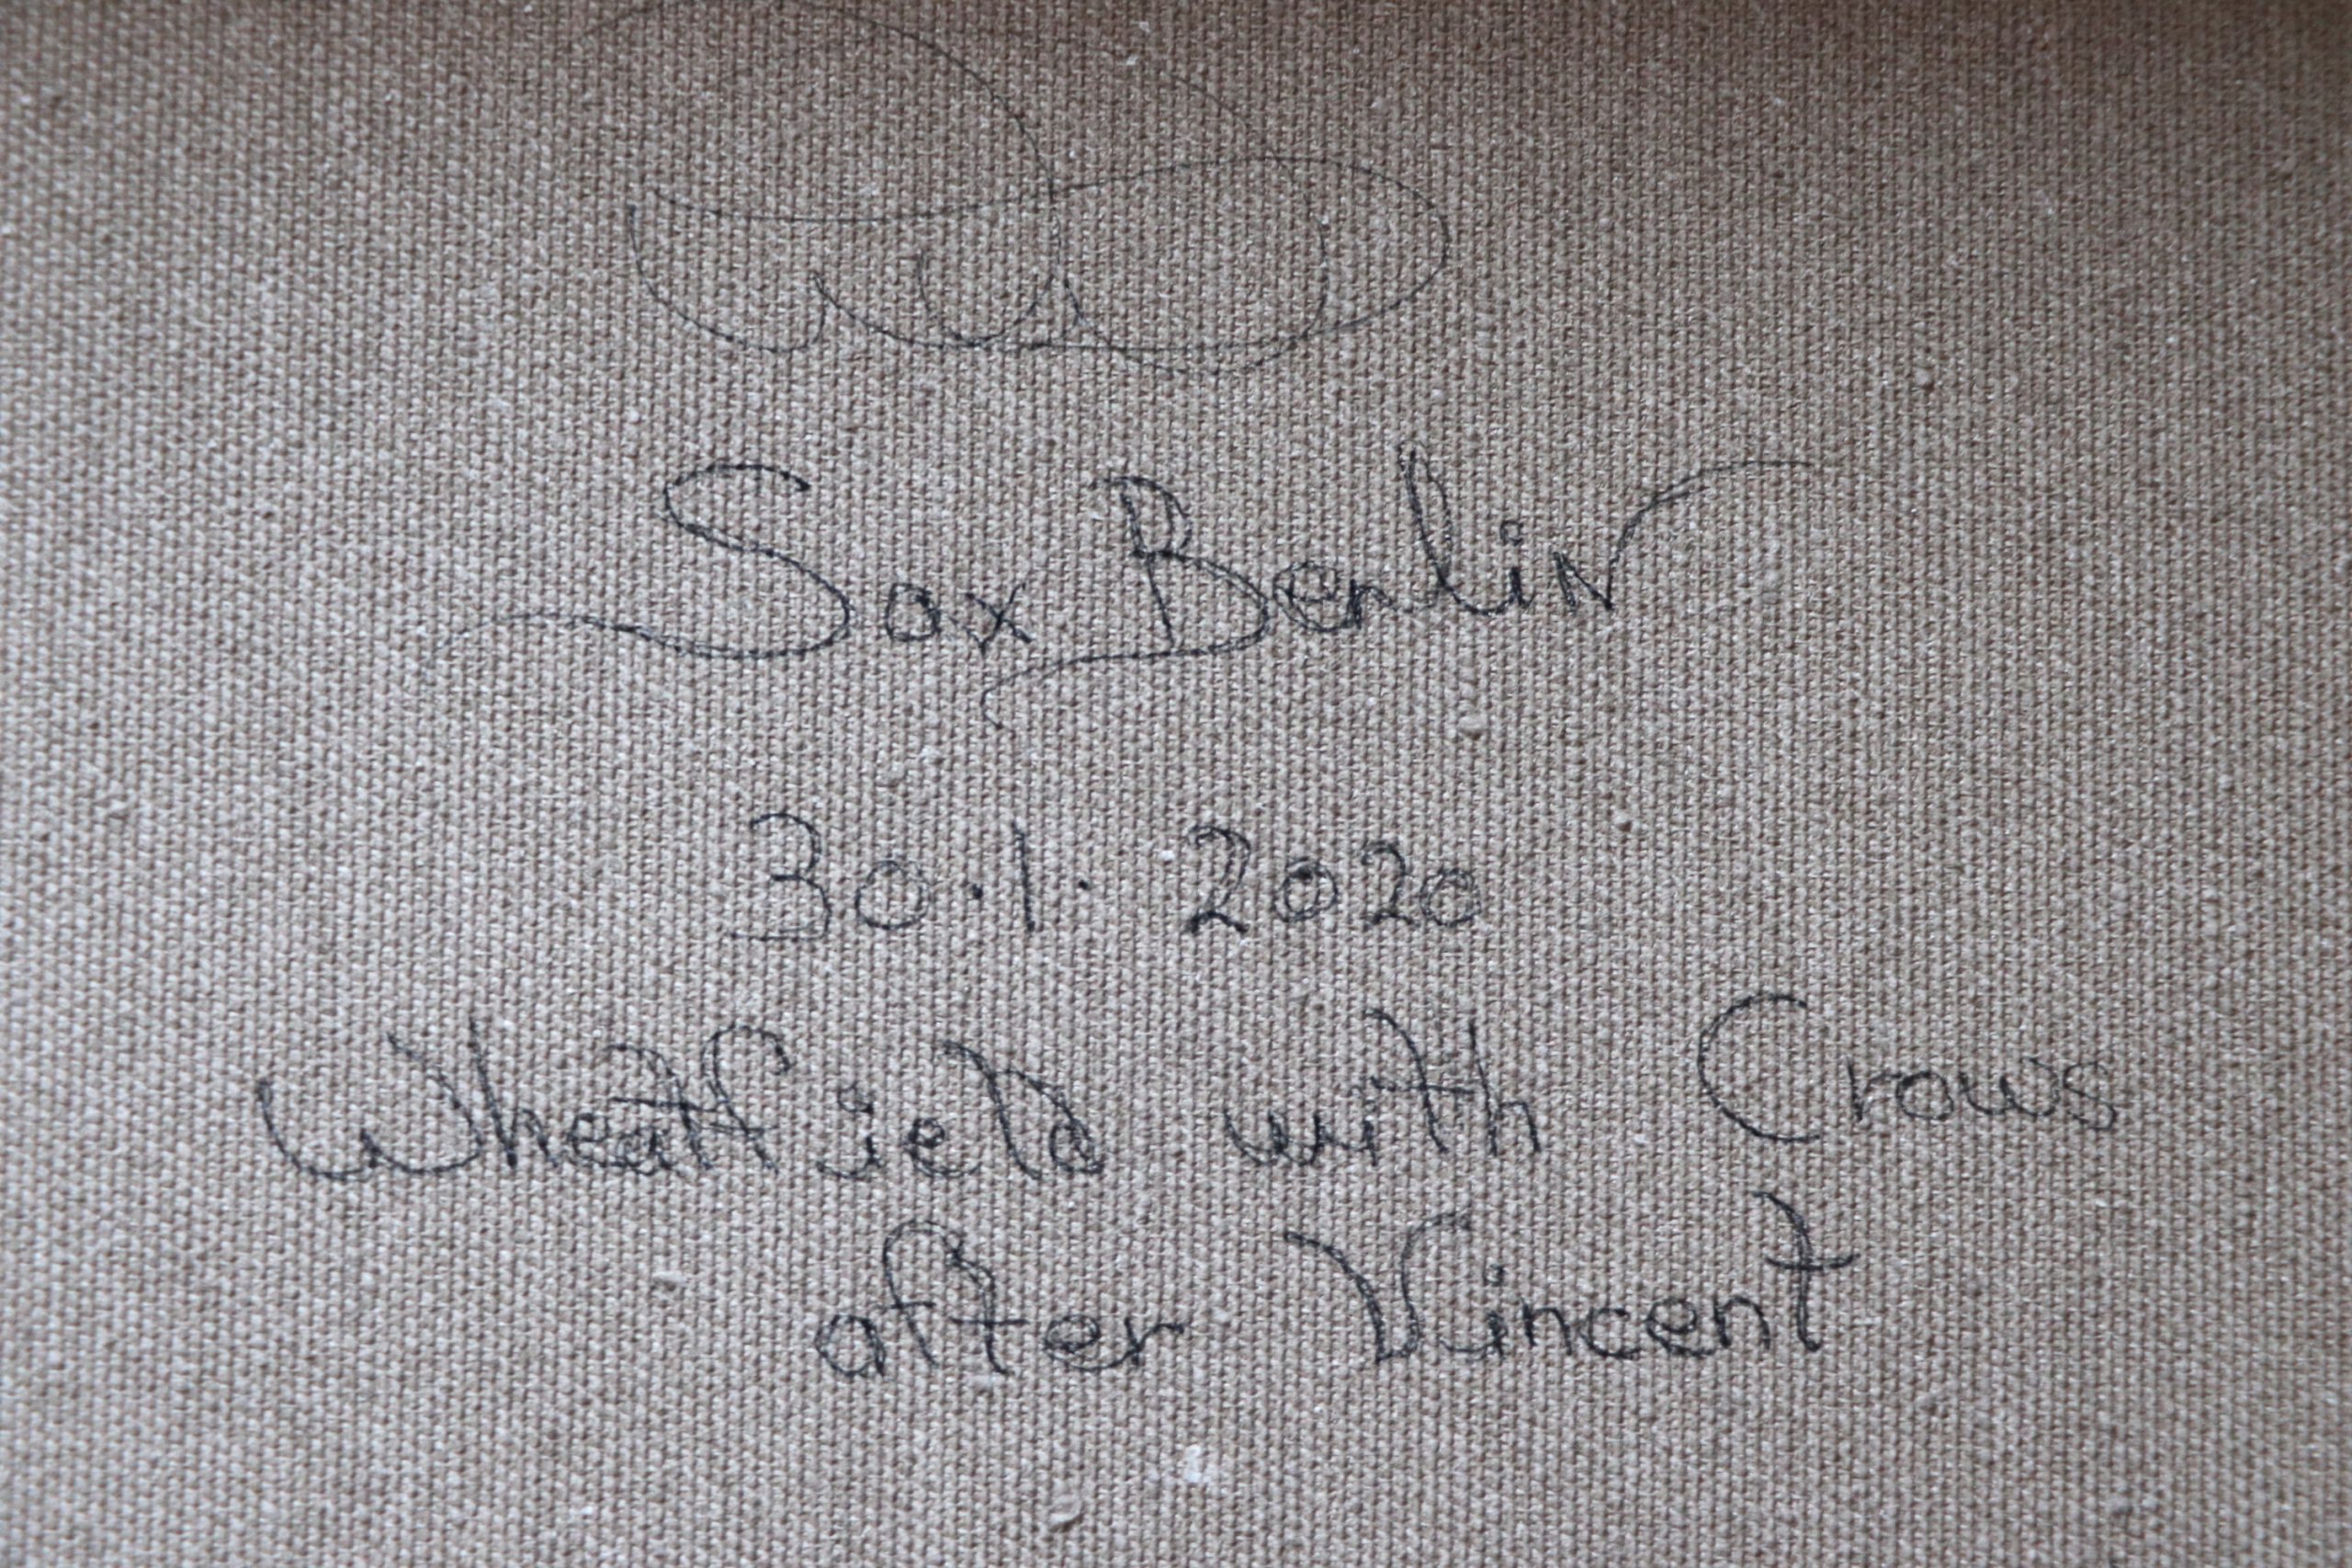 Sax Berlin
30.1. 2020
Wheatfield with Crows
after Vincent